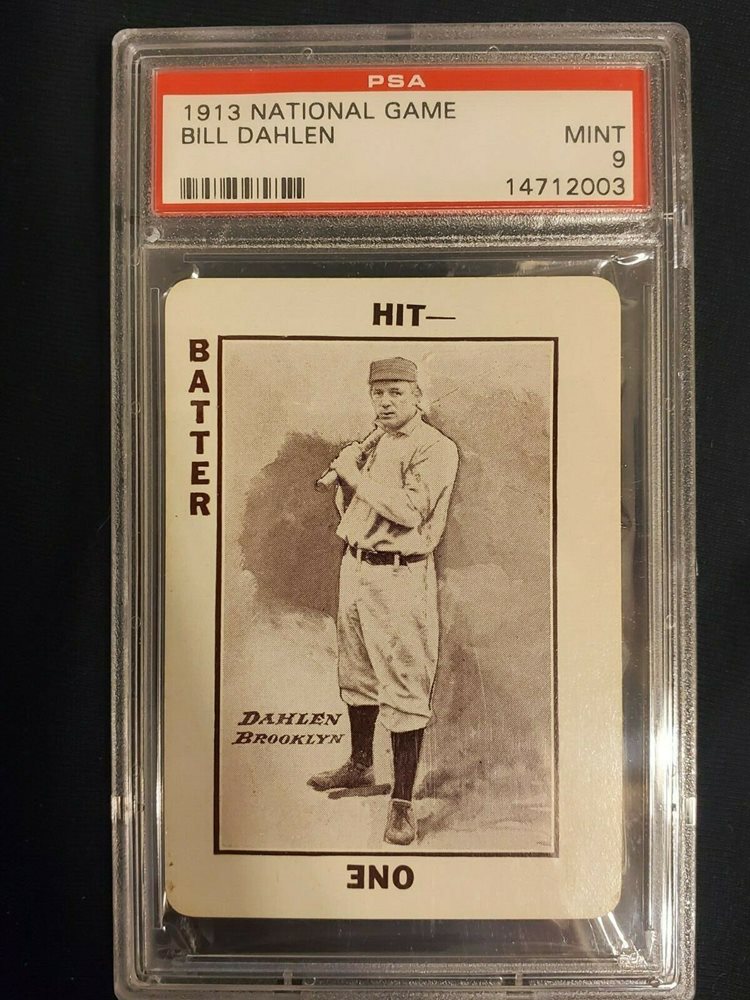 PSA
1913 NATIONAL GAME
BILL DAHLEN MINT
9
14712003
HIT—
BATTER
DAHLEN
BROOKLYN
ONE